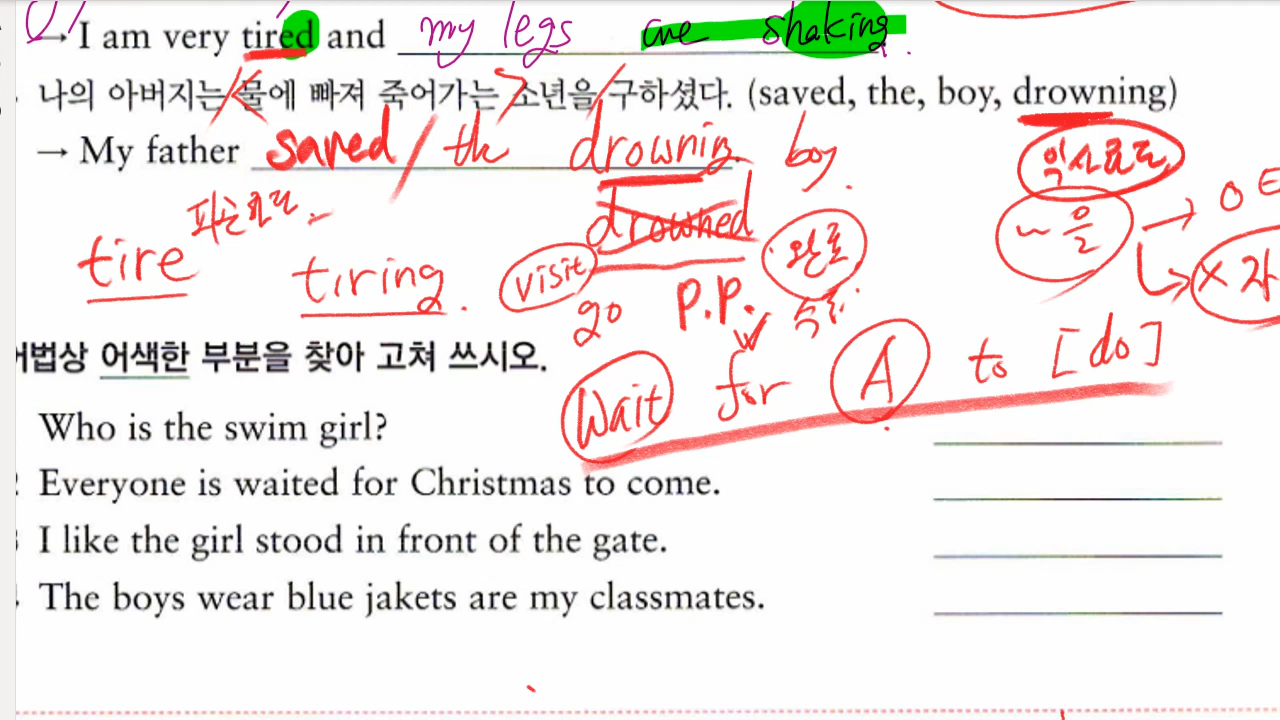 → I am very tired and my legs are shaking.
나의 아버지는 물에 빠져 죽어가는 소년을 구하셨다. (saved, the, boy, drowning)
→ My father saved / the drowning boy.
익사
피곤
drowned
~을 → O
완료
tire tiring. visit
go P.P.
X 자
Wait for A to [do]
법상 어색한 부분을 찾아 고쳐 쓰시오.
Who is the swim girl?
Everyone is waited for Christmas to come.
I like the girl stood in front of the gate.
The boys wear blue jakets are my classmates.